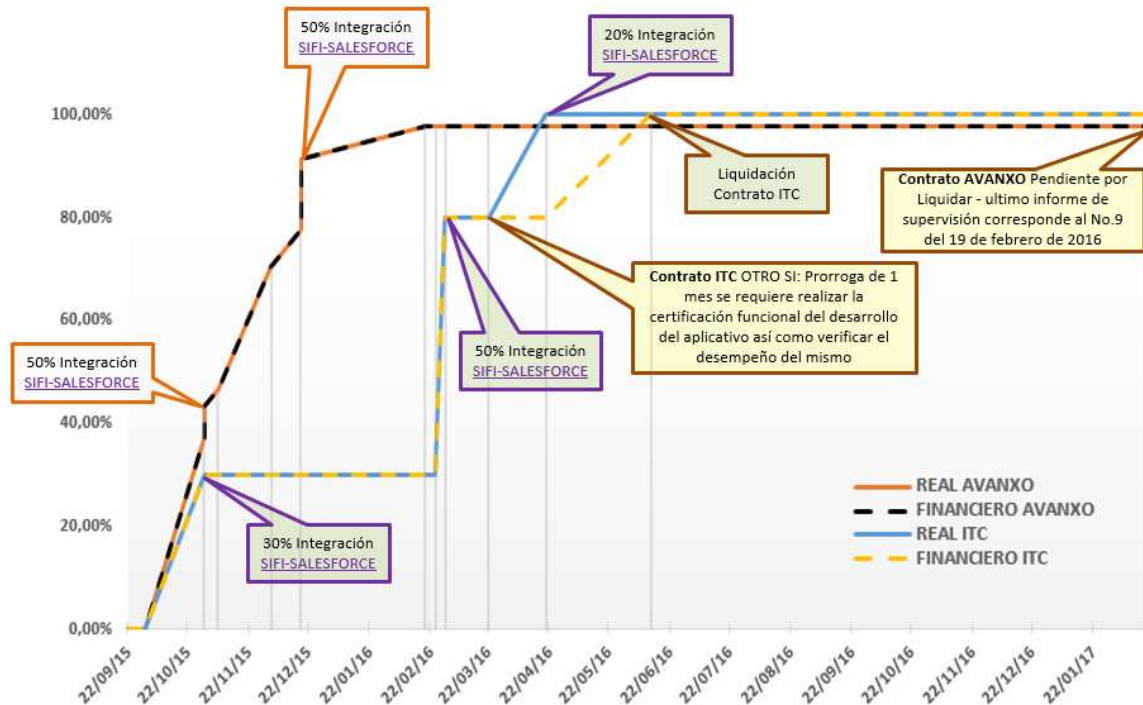 50% Integración
SIFI-SALESFORCE
20% Integración
SIFI-SALESFORCE
100,00%
80,00%
60,00%
40,00%
20,00%
0,00%
Liquidación
Contrato ITC
Contrato AVANXO Pendiente por
Liquidar - ultimo informe de
supervisión corresponde al No.9
del 19 de febrero de 2016
Contrato ITC OTRO SI: Prorroga de 1
mes se requiere realizar la
certificación funcional del desarrollo
del aplicativo así como verificar el
desempeño del mismo
50% Integración
SIFI-SALESFORCE
50% Integración
SIFI-SALESFORCE
30% Integración
SIFI-SALESFORCE
REAL AVANXO
FINANCIERO AVANXO
REAL ITC
FINANCIERO ITC
22/09/15
22/10/15
22/11/15
22/12/15
22/01/16
22/02/16
22/03/16
22/04/16
22/05/16
22/06/16
22/07/16
22/08/16
22/09/16
22/10/16
22/11/16
22/12/16
22/01/17